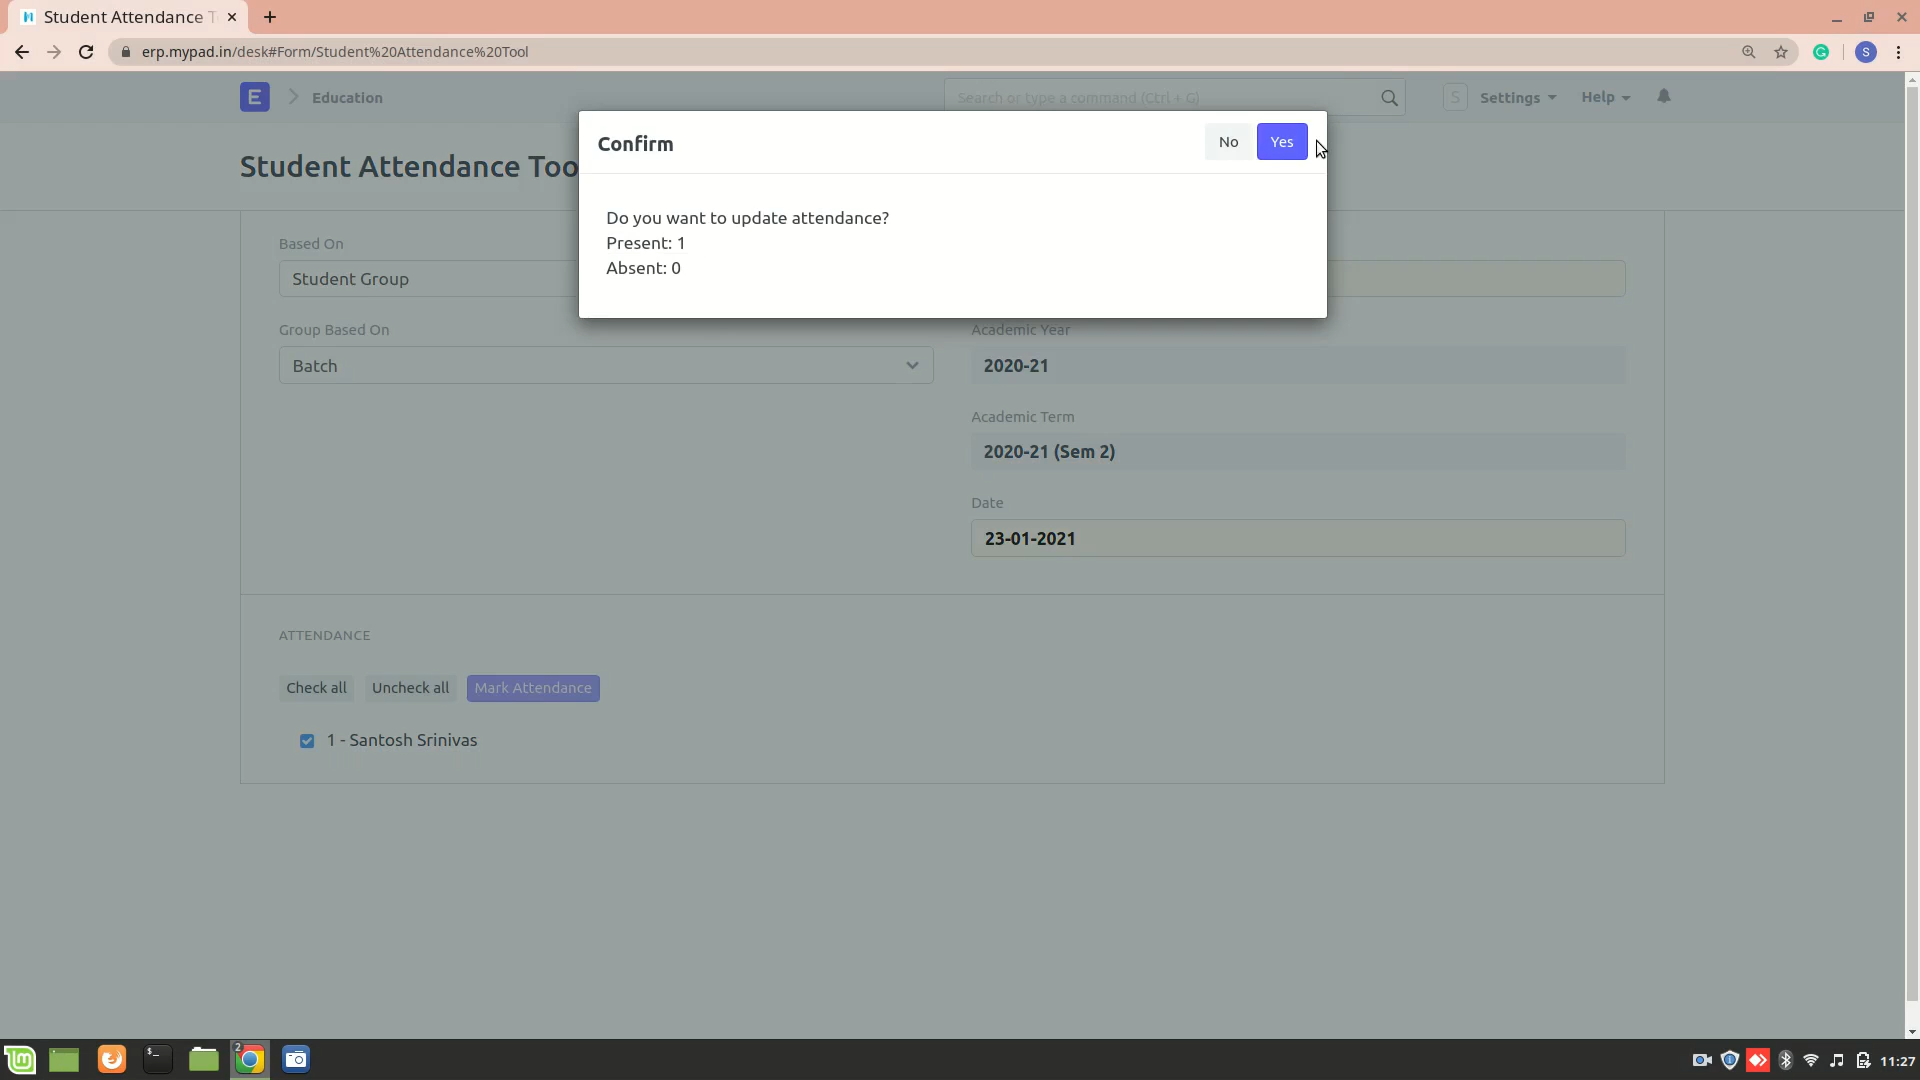 Student Attendance T
erp.mypad.in/desk#Form/Student%20Attendance%20Tool
S
E
Education
Search or type a command (Ctrl + G)
S
Settings
Help
Confirm
No
Yes
Student Attendance Too
Do you want to update attendance?
Present: 1
Absent: 0
Based On
Student Group
Group Based On
Batch
Academic Year
2020-21
Academic Term
2020-21 (Sem 2)
Date
23-01-2021
ATTENDANCE
Check all
Uncheck all
Mark Attendance
1 - Santosh Srinivas
2
11:27